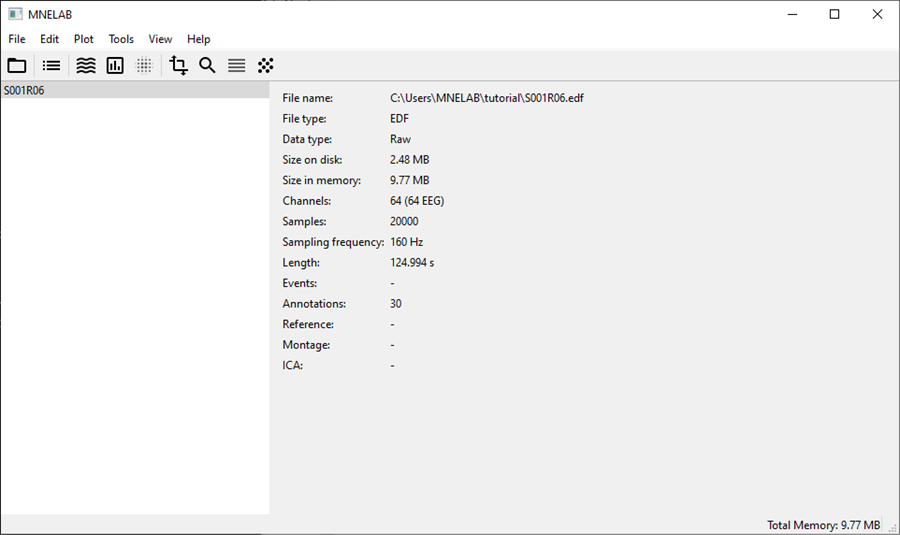 MNELAB
File Edit Plot Tools View Help
S001R06
File name: C:\Users\MNELAB\tutorial\S001R06.edf
File type: EDF
Data type: Raw
Size on disk: 2.48 MB
Size in memory: 9.77 MB
Channels: 64 (64 EEG)
Samples: 20000
Sampling frequency: 160 Hz
Length: 124.994 s
Events: -
Annotations: 30
Reference: -
Montage: -
ICA: -
Total Memory: 9.77 MB